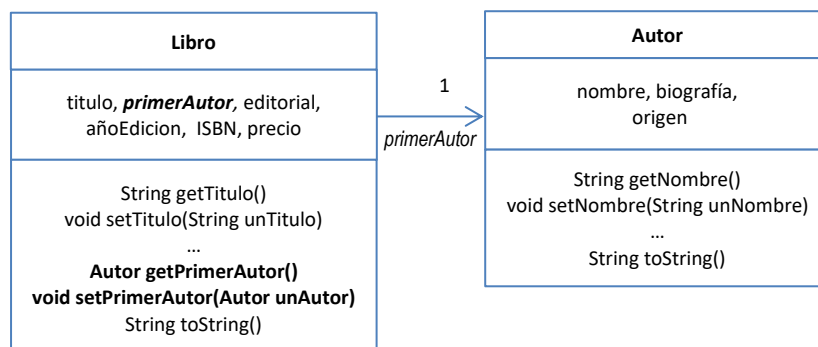 Libro
titulo, primerAutor, editorial,
añoEdicion, ISBN, precio
String getTitulo()
void setTitulo(String unTitulo)
...
Autor getPrimerAutor()
void setPrimerAutor(Autor unAutor)
String toString()
1
primerAutor
Autor
nombre, biografía,
origen
String getNombre()
void setNombre(String unNombre)
...
String toString()